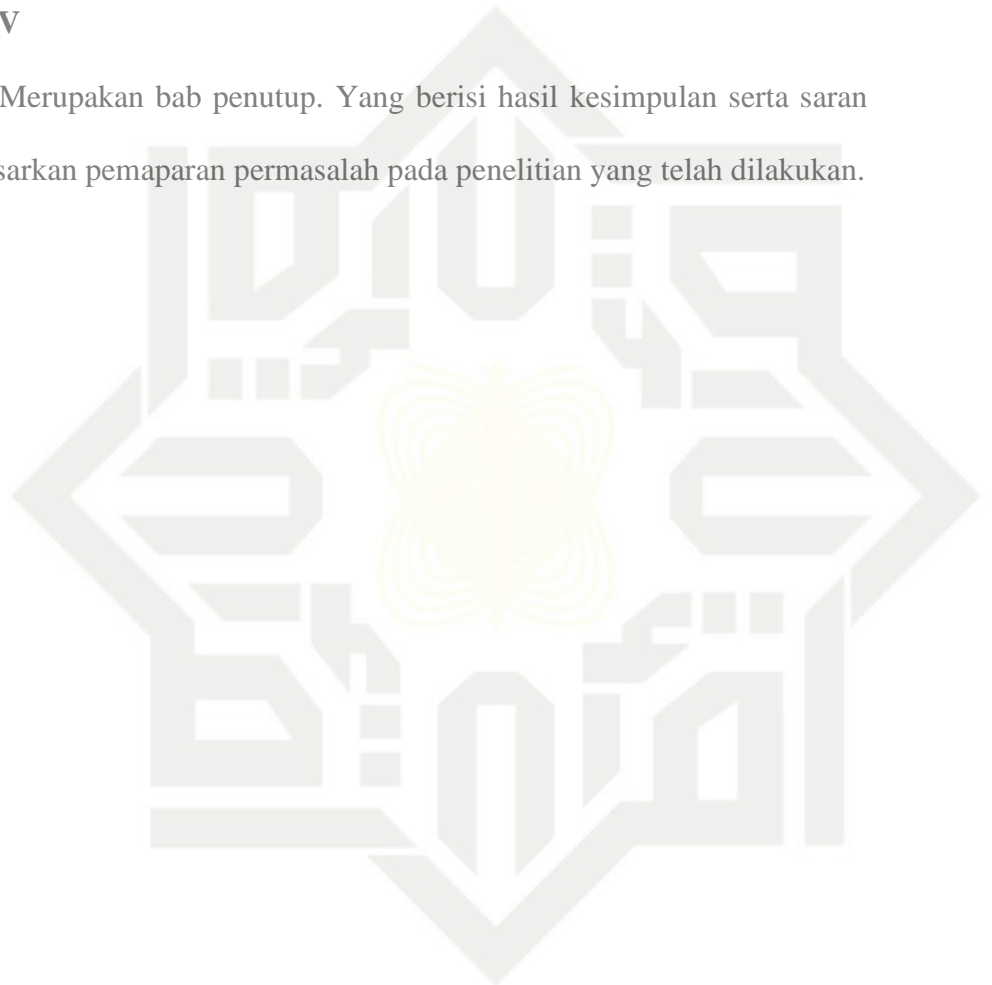 V
Merupakan bab penutup. Yang berisi hasil kesimpulan serta saran
sarkan pemaparan permasalah pada penelitian yang telah dilakukan.